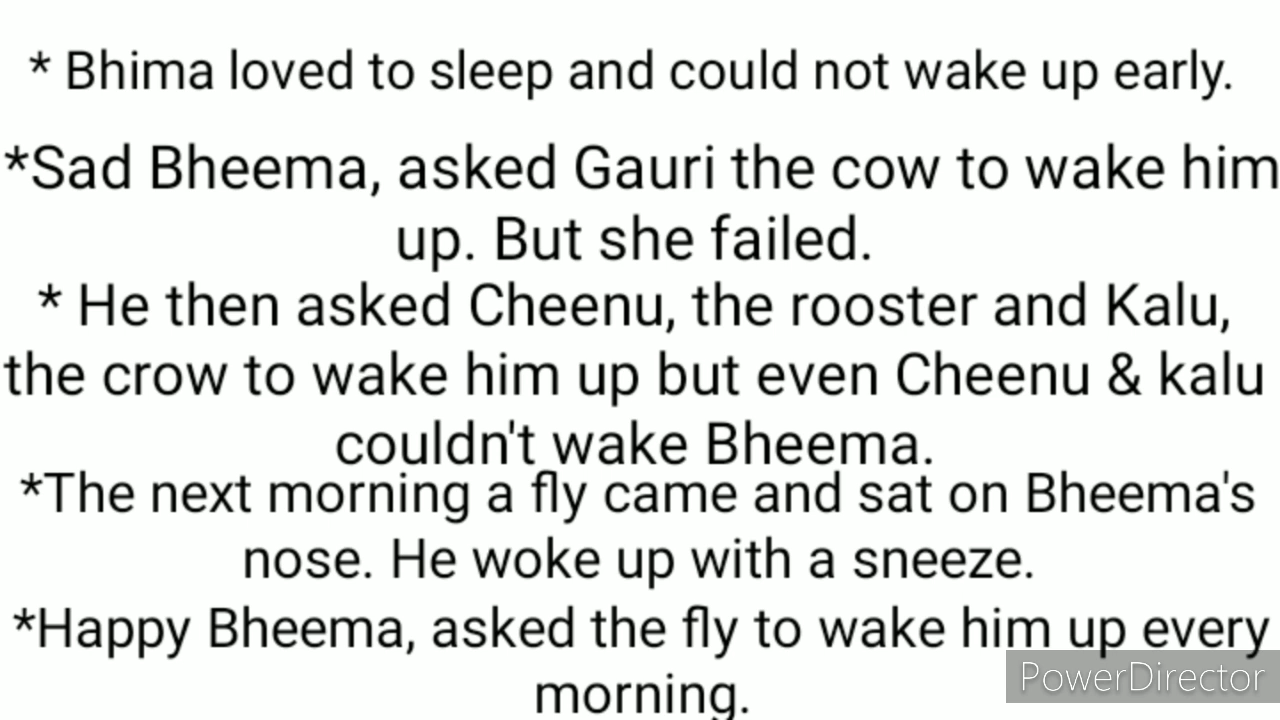 * Bhima loved to sleep and could not wake up early.
*Sad Bheema, asked Gauri the cow to wake him
up. But she failed.
* He then asked Cheenu, the rooster and Kalu,
the crow to wake him up but even Cheenu & kalu
couldn't wake Bheema.
*The next morning a fly came and sat on Bheema's
nose. He woke up with a sneeze.
*Happy Bheema, asked the fly to wake him up every
morning.
PowerDirector